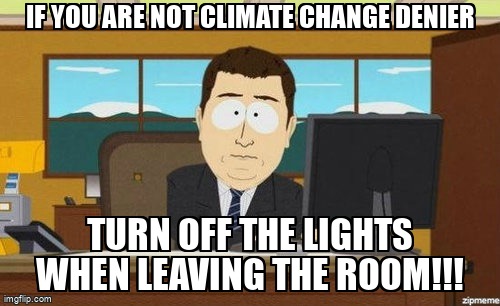 IF YOU ARE NOT CLIMATE CHANGE DENIER
TURN OFF THE LIGHTS
WHEN LEAVING THE ROOM!!!
imgflip.com
zipmeme